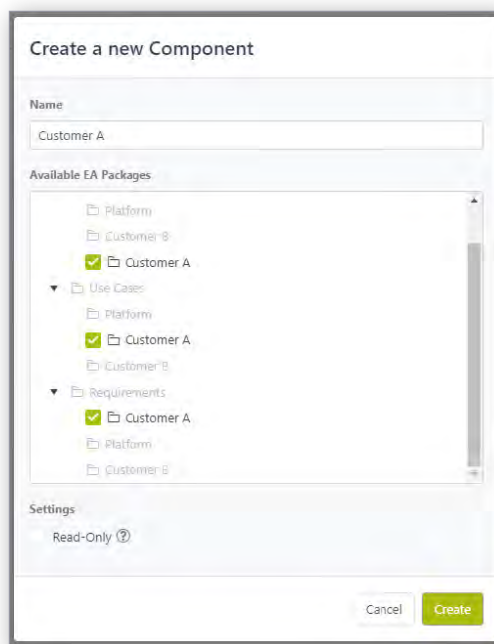 Create a new Component
Name
Customer A
Available EA Packages
Platform
Customer B
Customer A
Use Cases
Platform
Customer A
Customer B
Requirements
Customer A
Platform
Customer B
Settings
Read-Only ?
Cancel Create